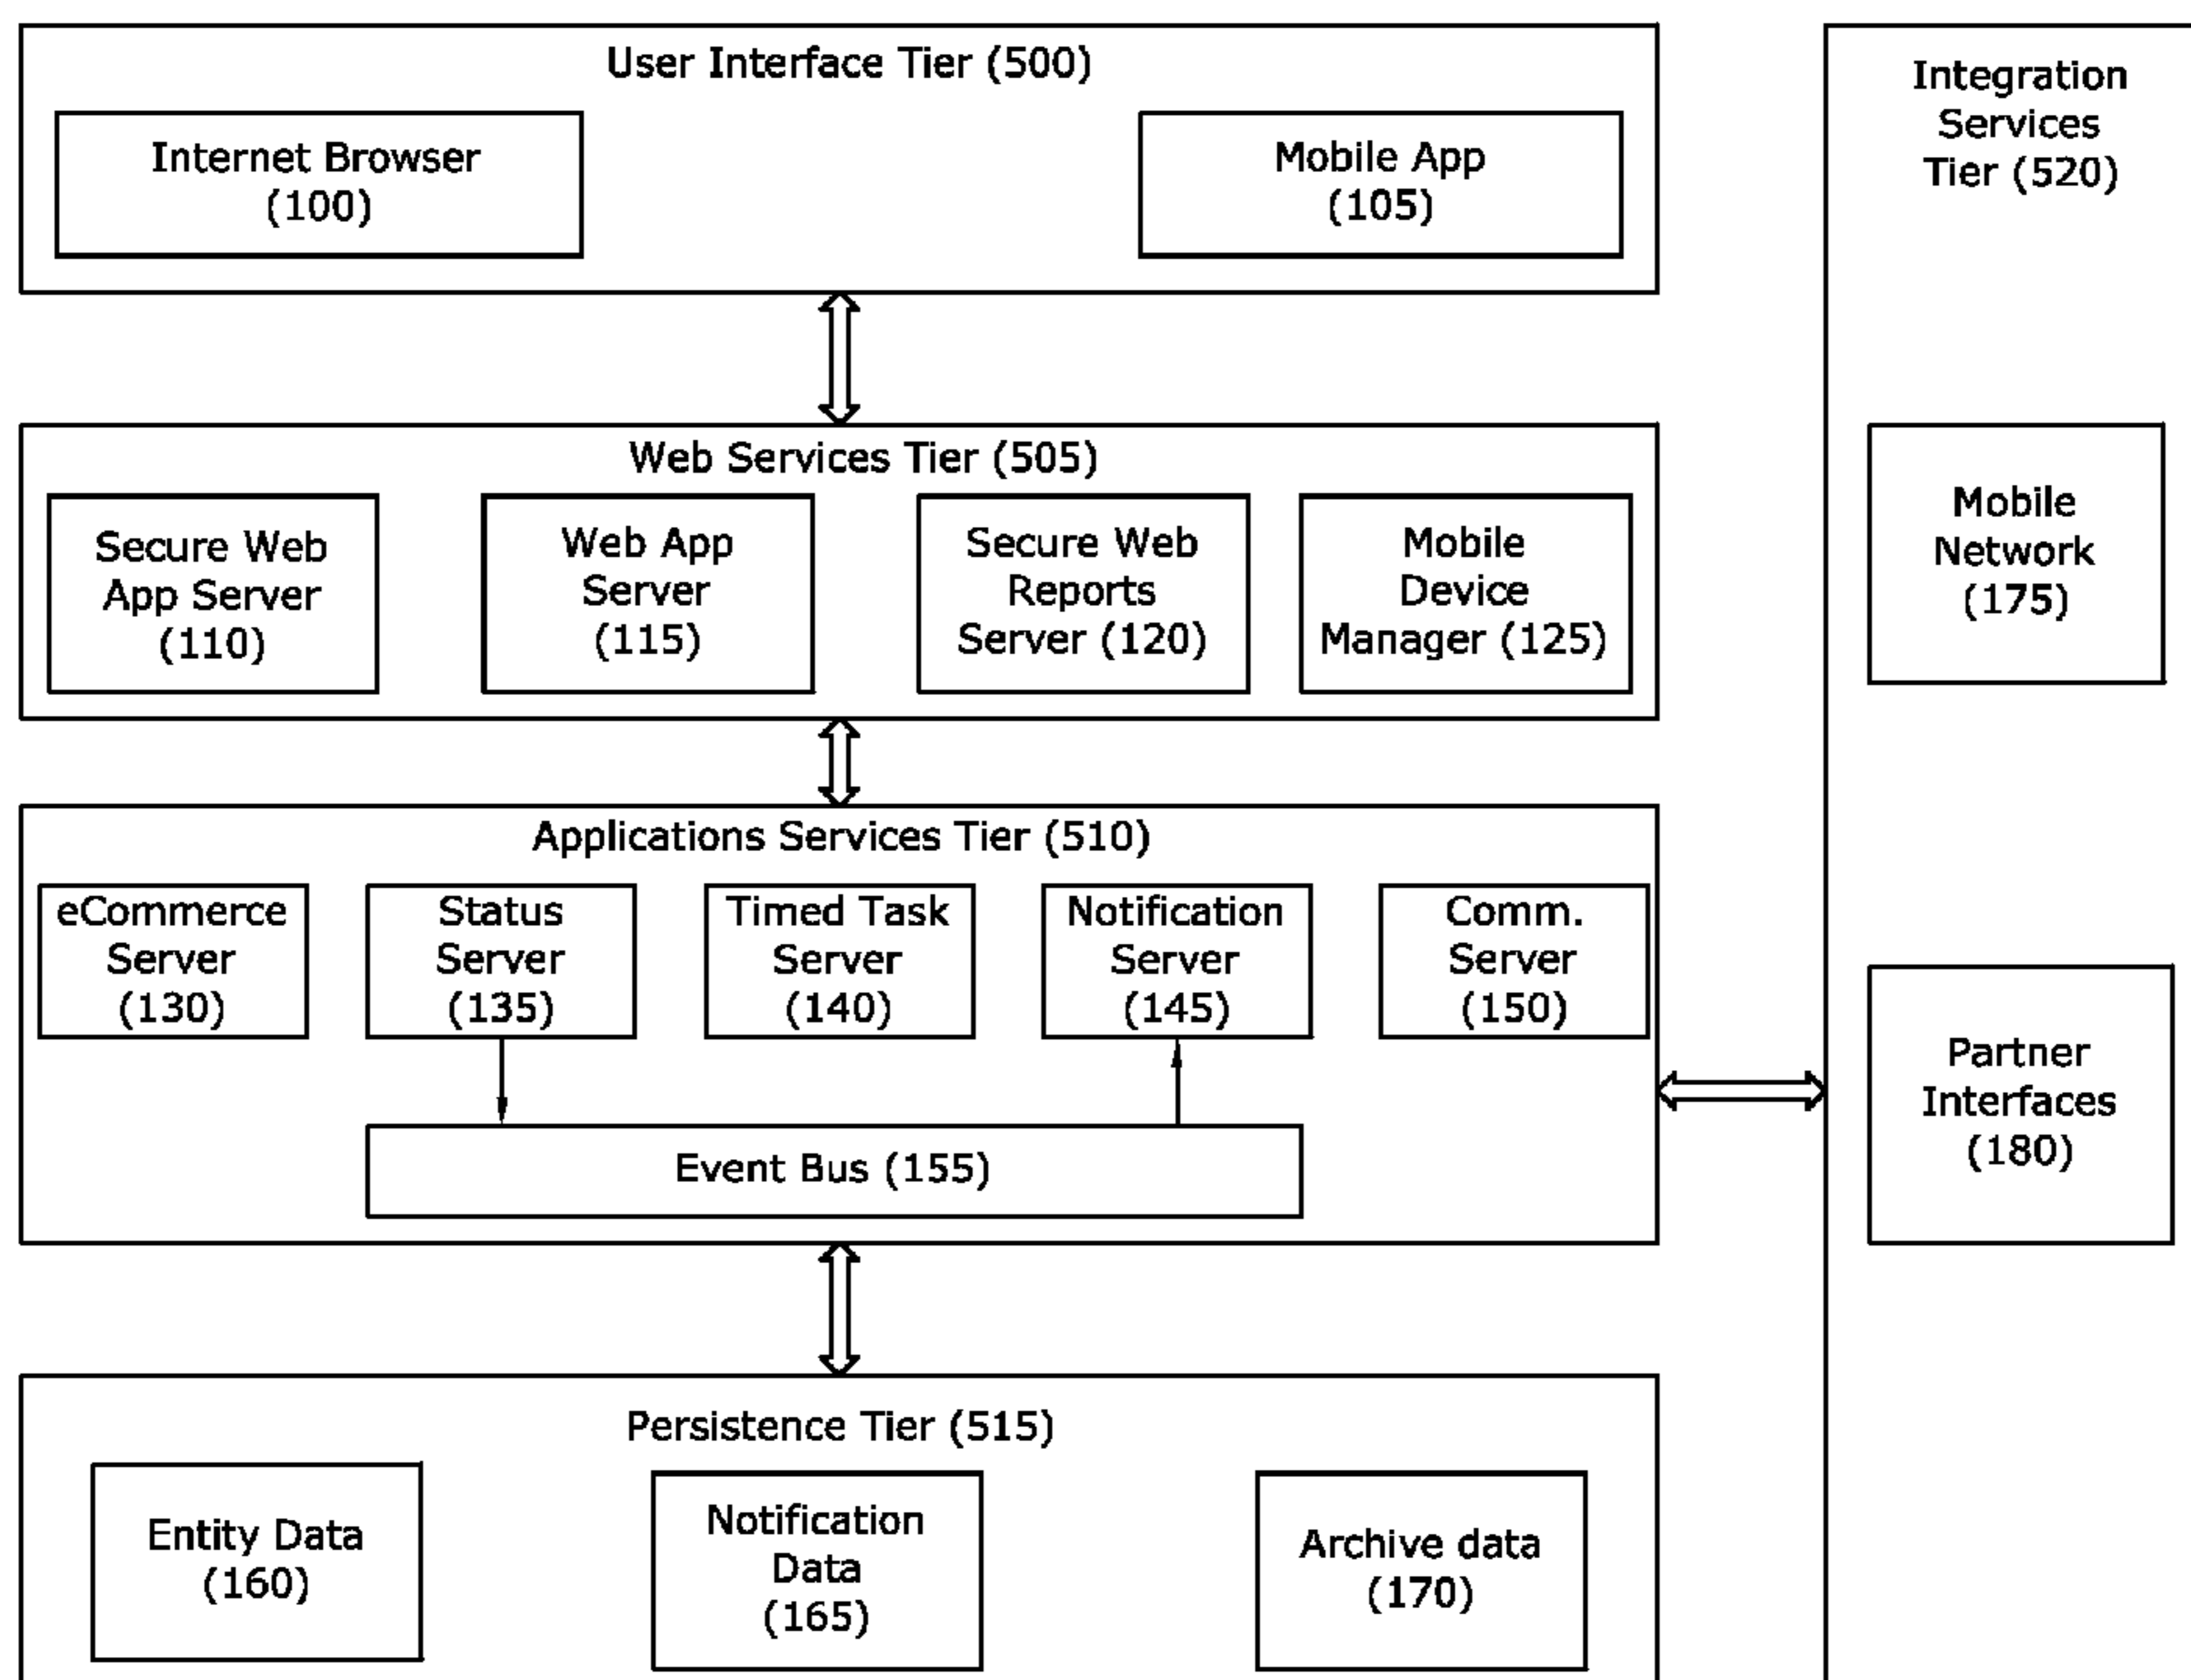 User Interface Tier (500)
Internet Browser
(100)
Mobile App
(105)
Web Services Tier (505)
Secure Web
App Server
(110)
Web App
Server
(115)
Secure Web
Reports
Server (120)
Mobile
Device
Manager (125)
Applications Services Tier (510)
eCommerce
Server
(130)
Status
Server
(135)
Timed Task
Server
(140)
Notification
Server
(145)
Comm.
Server
(150)
Event Bus (155)
Persistence Tier (515)
Entity Data
(160)
Notification
Data
(165)
Archive data
(170)
Integration
Services
Tier (520)
Mobile
Network
(175)
Partner
Interfaces
(180)